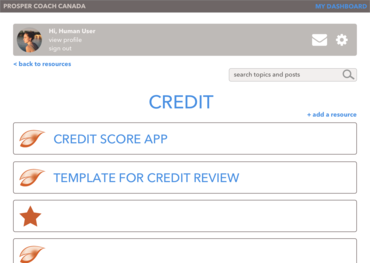 PROSPER COACH CANADA
MY DASHBOARD
HI, Human User
view profile
sign out
< back to resources
search topics and posts
CREDIT
+ add a resource
CREDIT SCORE APP
TEMPLATE FOR CREDIT REVIEW